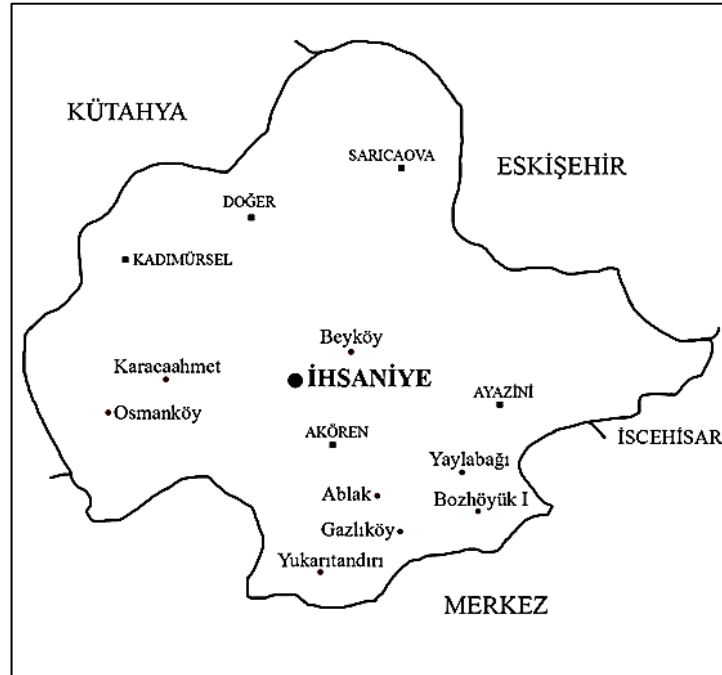 KÜTAHYA
SARICAOVA
ESKİŞEHİR
DOĞER
KADIMÜRSEL
Beyköy
Karacaahmet
İHSANİYE
AYAZİNİ
Osmanköy
AKÖREN
İSCEHİSAR
Yaylabağı
Ablak
Bozhöyük I
Gazlıköy
Yukarıtandırı
MERKEZ